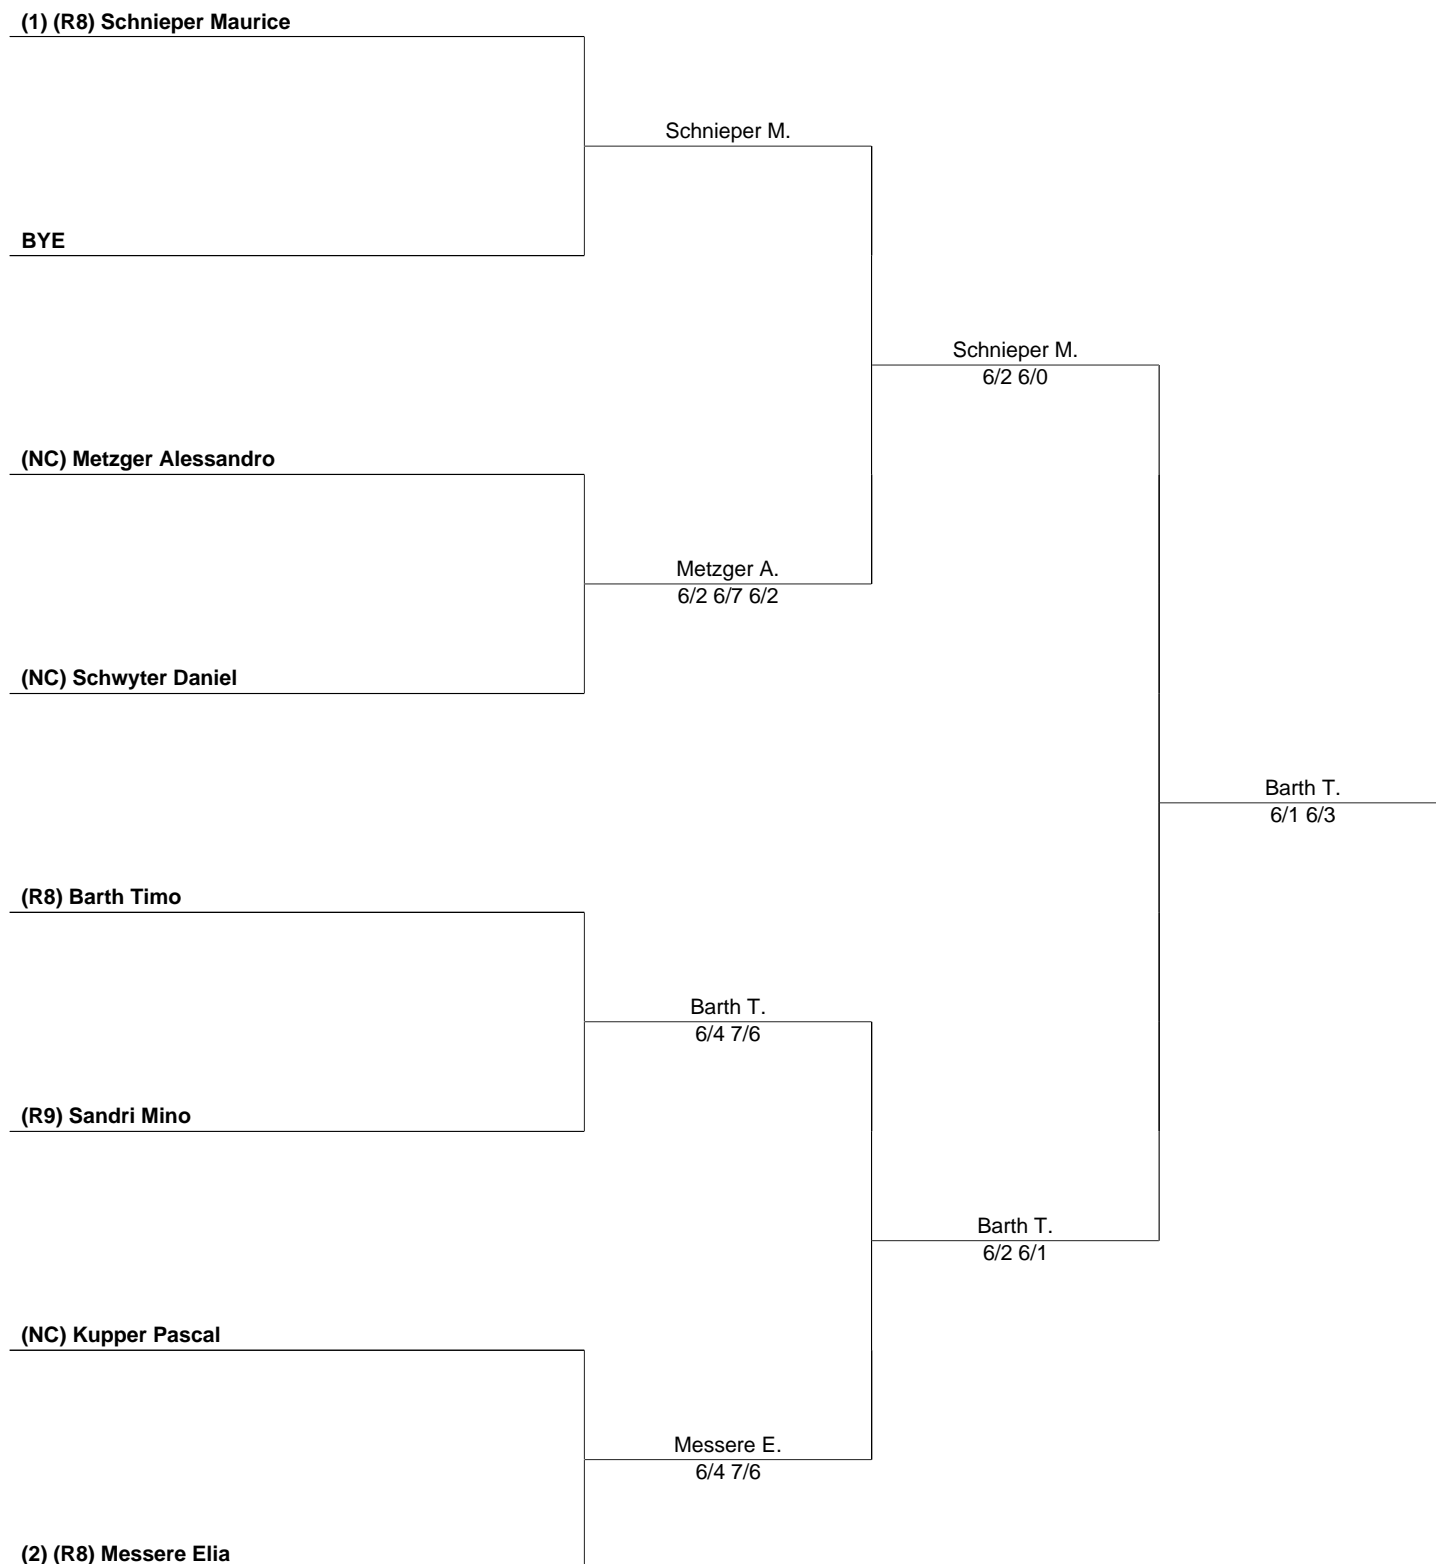 (1) (R8) Schnieper Maurice
Schnieper M.
BYE
Schnieper M.
6/2 6/0
(NC) Metzger Alessandro
Metzger A.
6/2 6/7 6/2
(NC) Schwyter Daniel
Barth T.
6/1 6/3
(R8) Barth Timo
Barth T.
6/4 7/6
(R9) Sandri Mino
Barth T.
6/2 6/1
(NC) Kupper Pascal
Messere E.
6/4 7/6
(2) (R8) Messere Elia